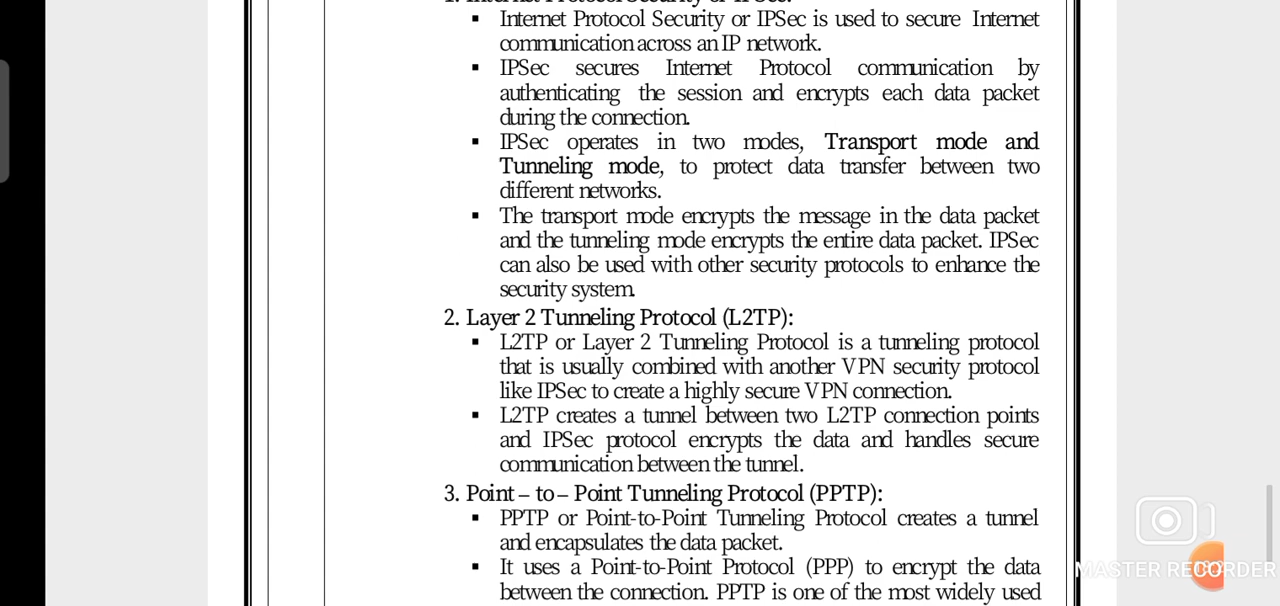 1. Internet Protocol Security or IPSec:
▪ Internet Protocol Security or IPSec is used to secure Internet
communication across an IP network.
▪ IPSec secures Internet Protocol communication by
authenticating the session and encrypts each data packet
during the connection.
▪ IPSec operates in two modes, Transport mode and
Tunneling mode, to protect data transfer between two
different networks.
▪ The transport mode encrypts the message in the data packet
and the tunneling mode encrypts the entire data packet. IPSec
can also be used with other security protocols to enhance the
security system.
2. Layer 2 Tunneling Protocol (L2TP):
▪ L2TP or Layer 2 Tunneling Protocol is a tunneling protocol
that is usually combined with another VPN security protocol
like IPSec to create a highly secure VPN connection.
▪ L2TP creates a tunnel between two L2TP connection points
and IPSec protocol encrypts the data and handles secure
communication between the tunnel.
3. Point – to – Point Tunneling Protocol (PPTP):
▪ PPTP or Point-to-Point Tunneling Protocol creates a tunnel
and encapsulates the data packet.
▪ It uses a Point-to-Point Protocol (PPP) to encrypt the data
between the connection. PPTP is one of the most widely used
MASTER RECORDER